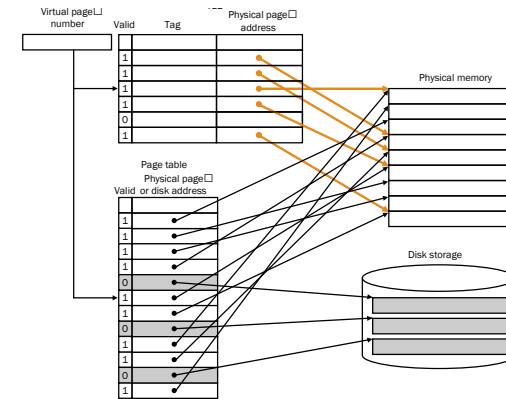 Virtual page□
number
Valid
Tag
Physical page□
address
1
1
1
1
0
1
Physical memory
Page table
Physical page□
Valid or disk address
1
1
1
1
0
1
1
0
1
1
0
1
Disk storage